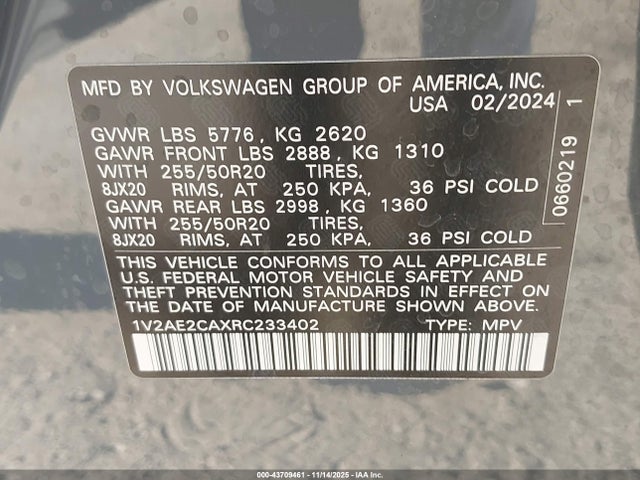 MFD BY VOLKSWAGEN GROUP OF AMERICA, INC.
USA 02/2024
GVWR LBS 5776, KG 2620
GAWR FRONT LBS 2888, KG 1310
WITH 255/50R20 TIRES,
8JX20 RIMS, AT 250 KPA, 36 PSI COLD
GAWR REAR LBS 2998, KG 1360
WITH 255/50R20 TIRES,
8JX20 RIMS, AT 250 KPA, 36 PSI COLD
THIS VEHICLE CONFORMS TO ALL APPLICABLE
U.S. FEDERAL MOTOR VEHICLE SAFETY AND
THEFT PREVENTION STANDARDS IN EFFECT ON
THE DATE OF MANUFACTURE SHOWN ABOVE.
1V2AE2CAXRC233402 TYPE: MPV
0660219 1
000-43709461 - 11/14/2025 - IAA Inc.